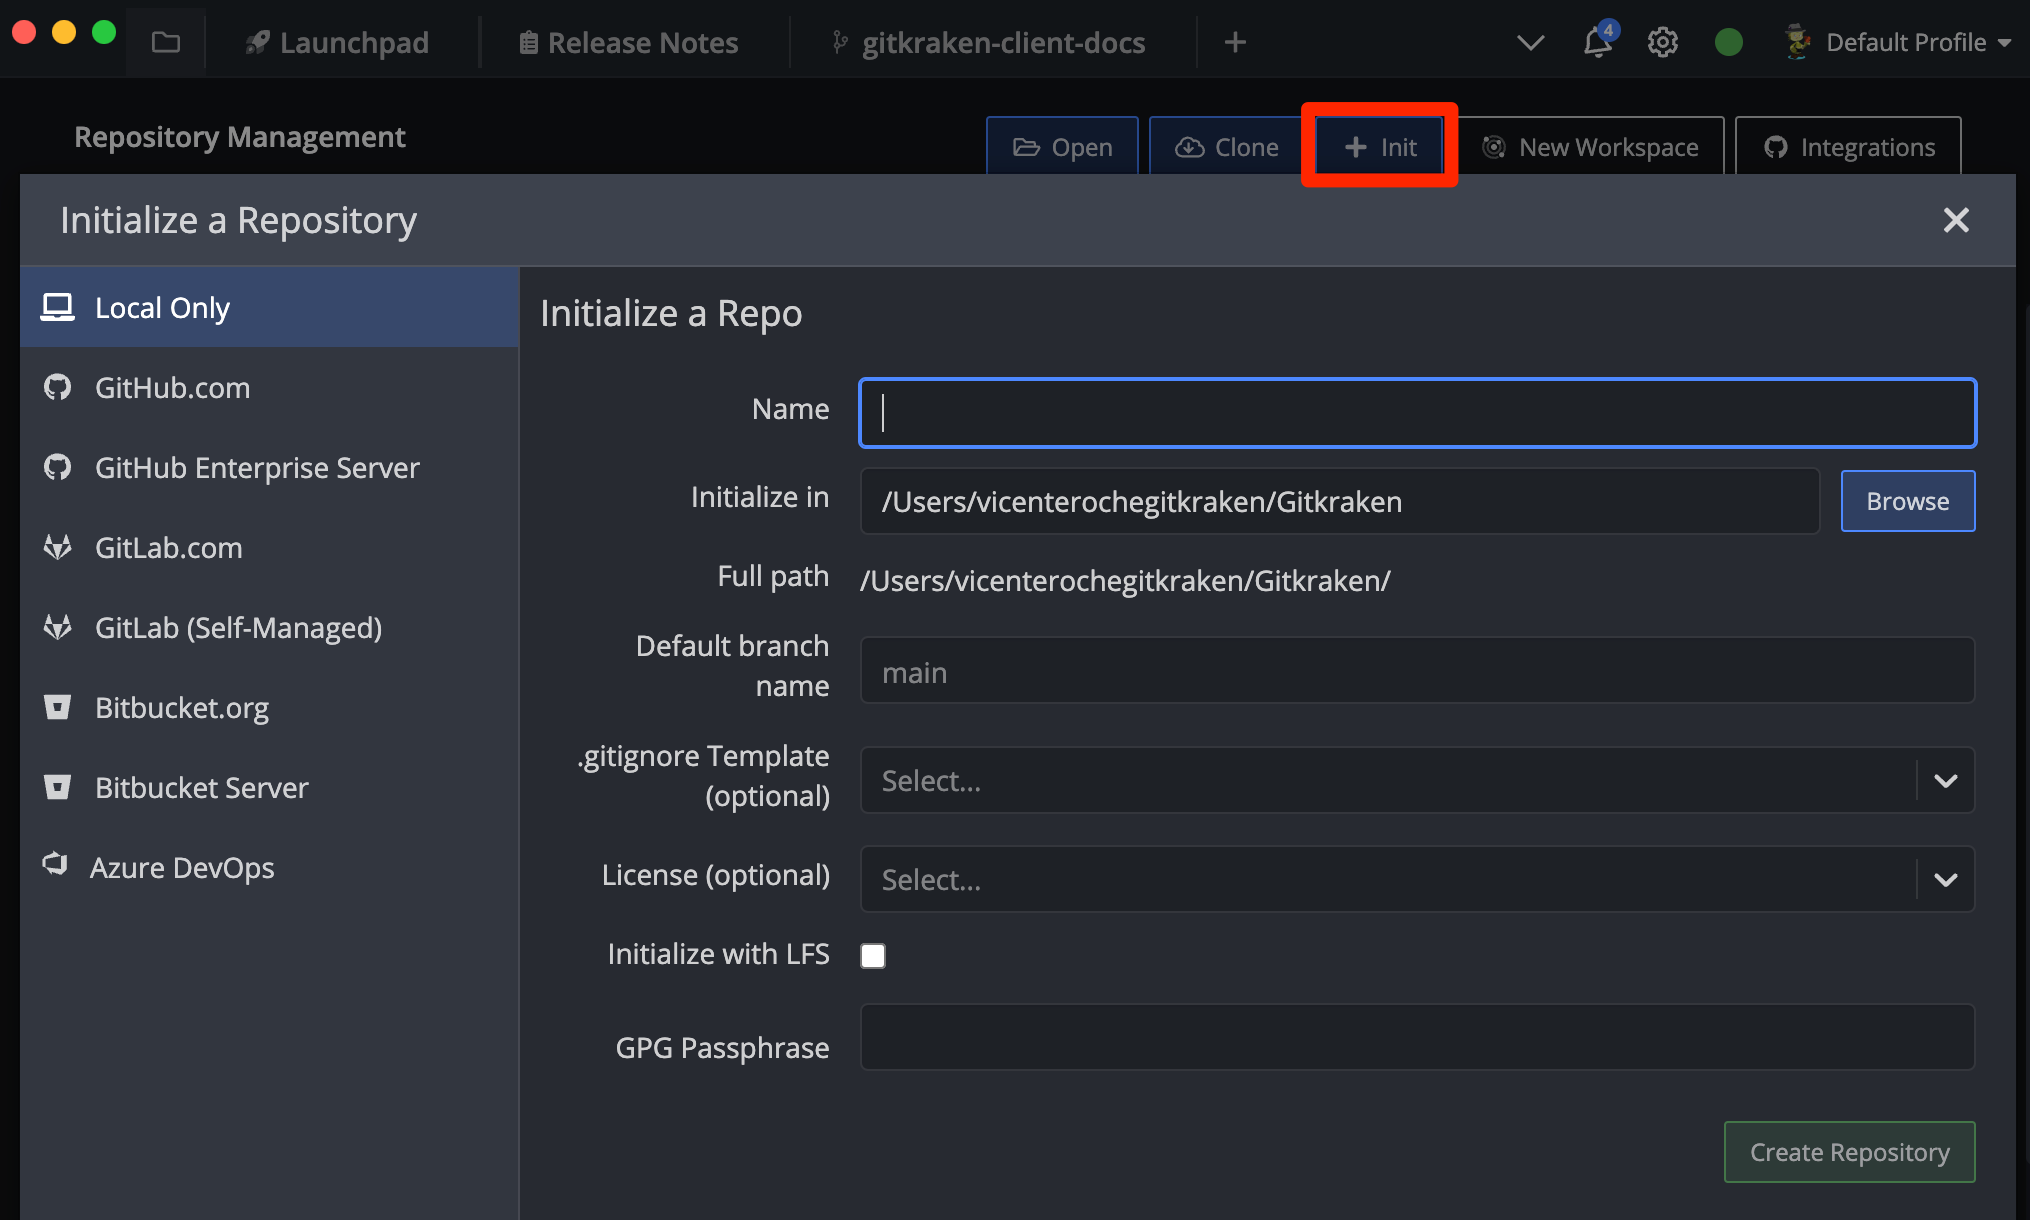 Launchpad
Release Notes
gitkraken-client-docs
4
Default Profile
Repository Management
Open
Clone
Init
New Workspace
Integrations
Initialize a Repository
Local Only
GitHub.com
GitHub Enterprise Server
GitLab.com
GitLab (Self-Managed)
Bitbucket.org
Bitbucket Server
Azure DevOps
Initialize a Repo
Name
Initialize in
/Users/vicenterochegitkraken/Gitkraken
Browse
Full path
/Users/vicenterochegitkraken/Gitkraken/
Default branch
name
main
.gitignore Template
(optional)
Select...
License (optional)
Select...
Initialize with LFS
GPG Passphrase
Create Repository